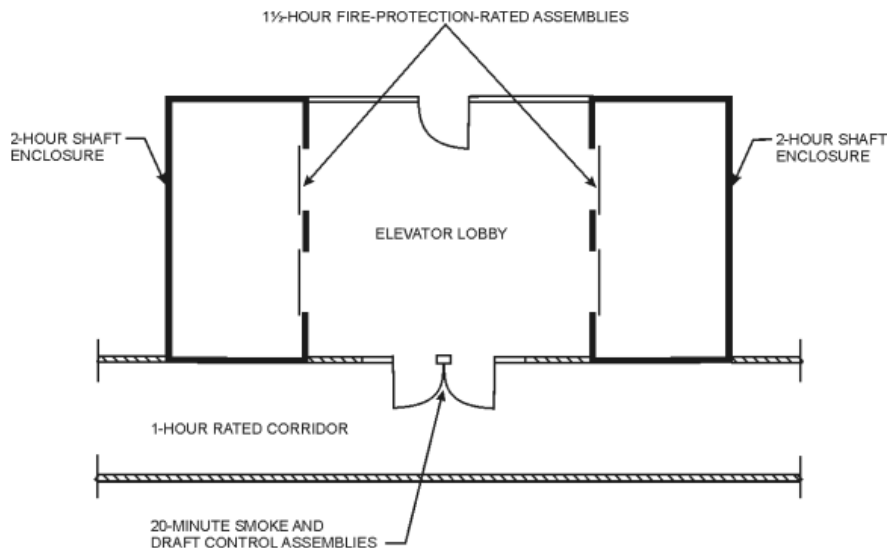 1½-HOUR FIRE-PROTECTION-RATED ASSEMBLIES
2-HOUR SHAFT
ENCLOSURE
2-HOUR SHAFT
ENCLOSURE
ELEVATOR LOBBY
1-HOUR RATED CORRIDOR
20-MINUTE SMOKE AND
DRAFT CONTROL ASSEMBLIES